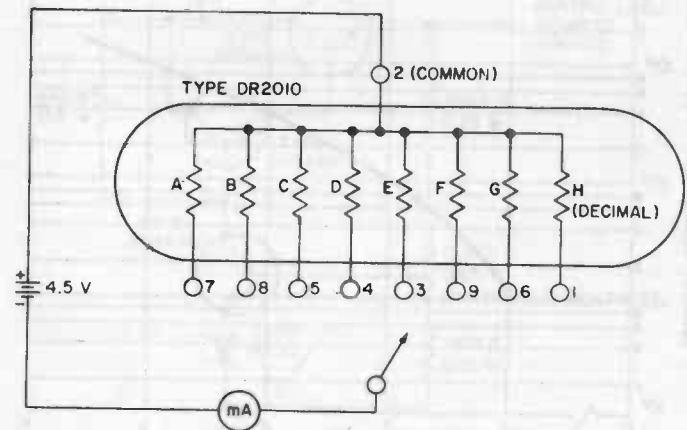 2 (COMMON)
TYPE DR2010
A B C D E F G H
(DECIMAL)
7 8 5 4 3 9 6 1
+
4.5 V
-
mA